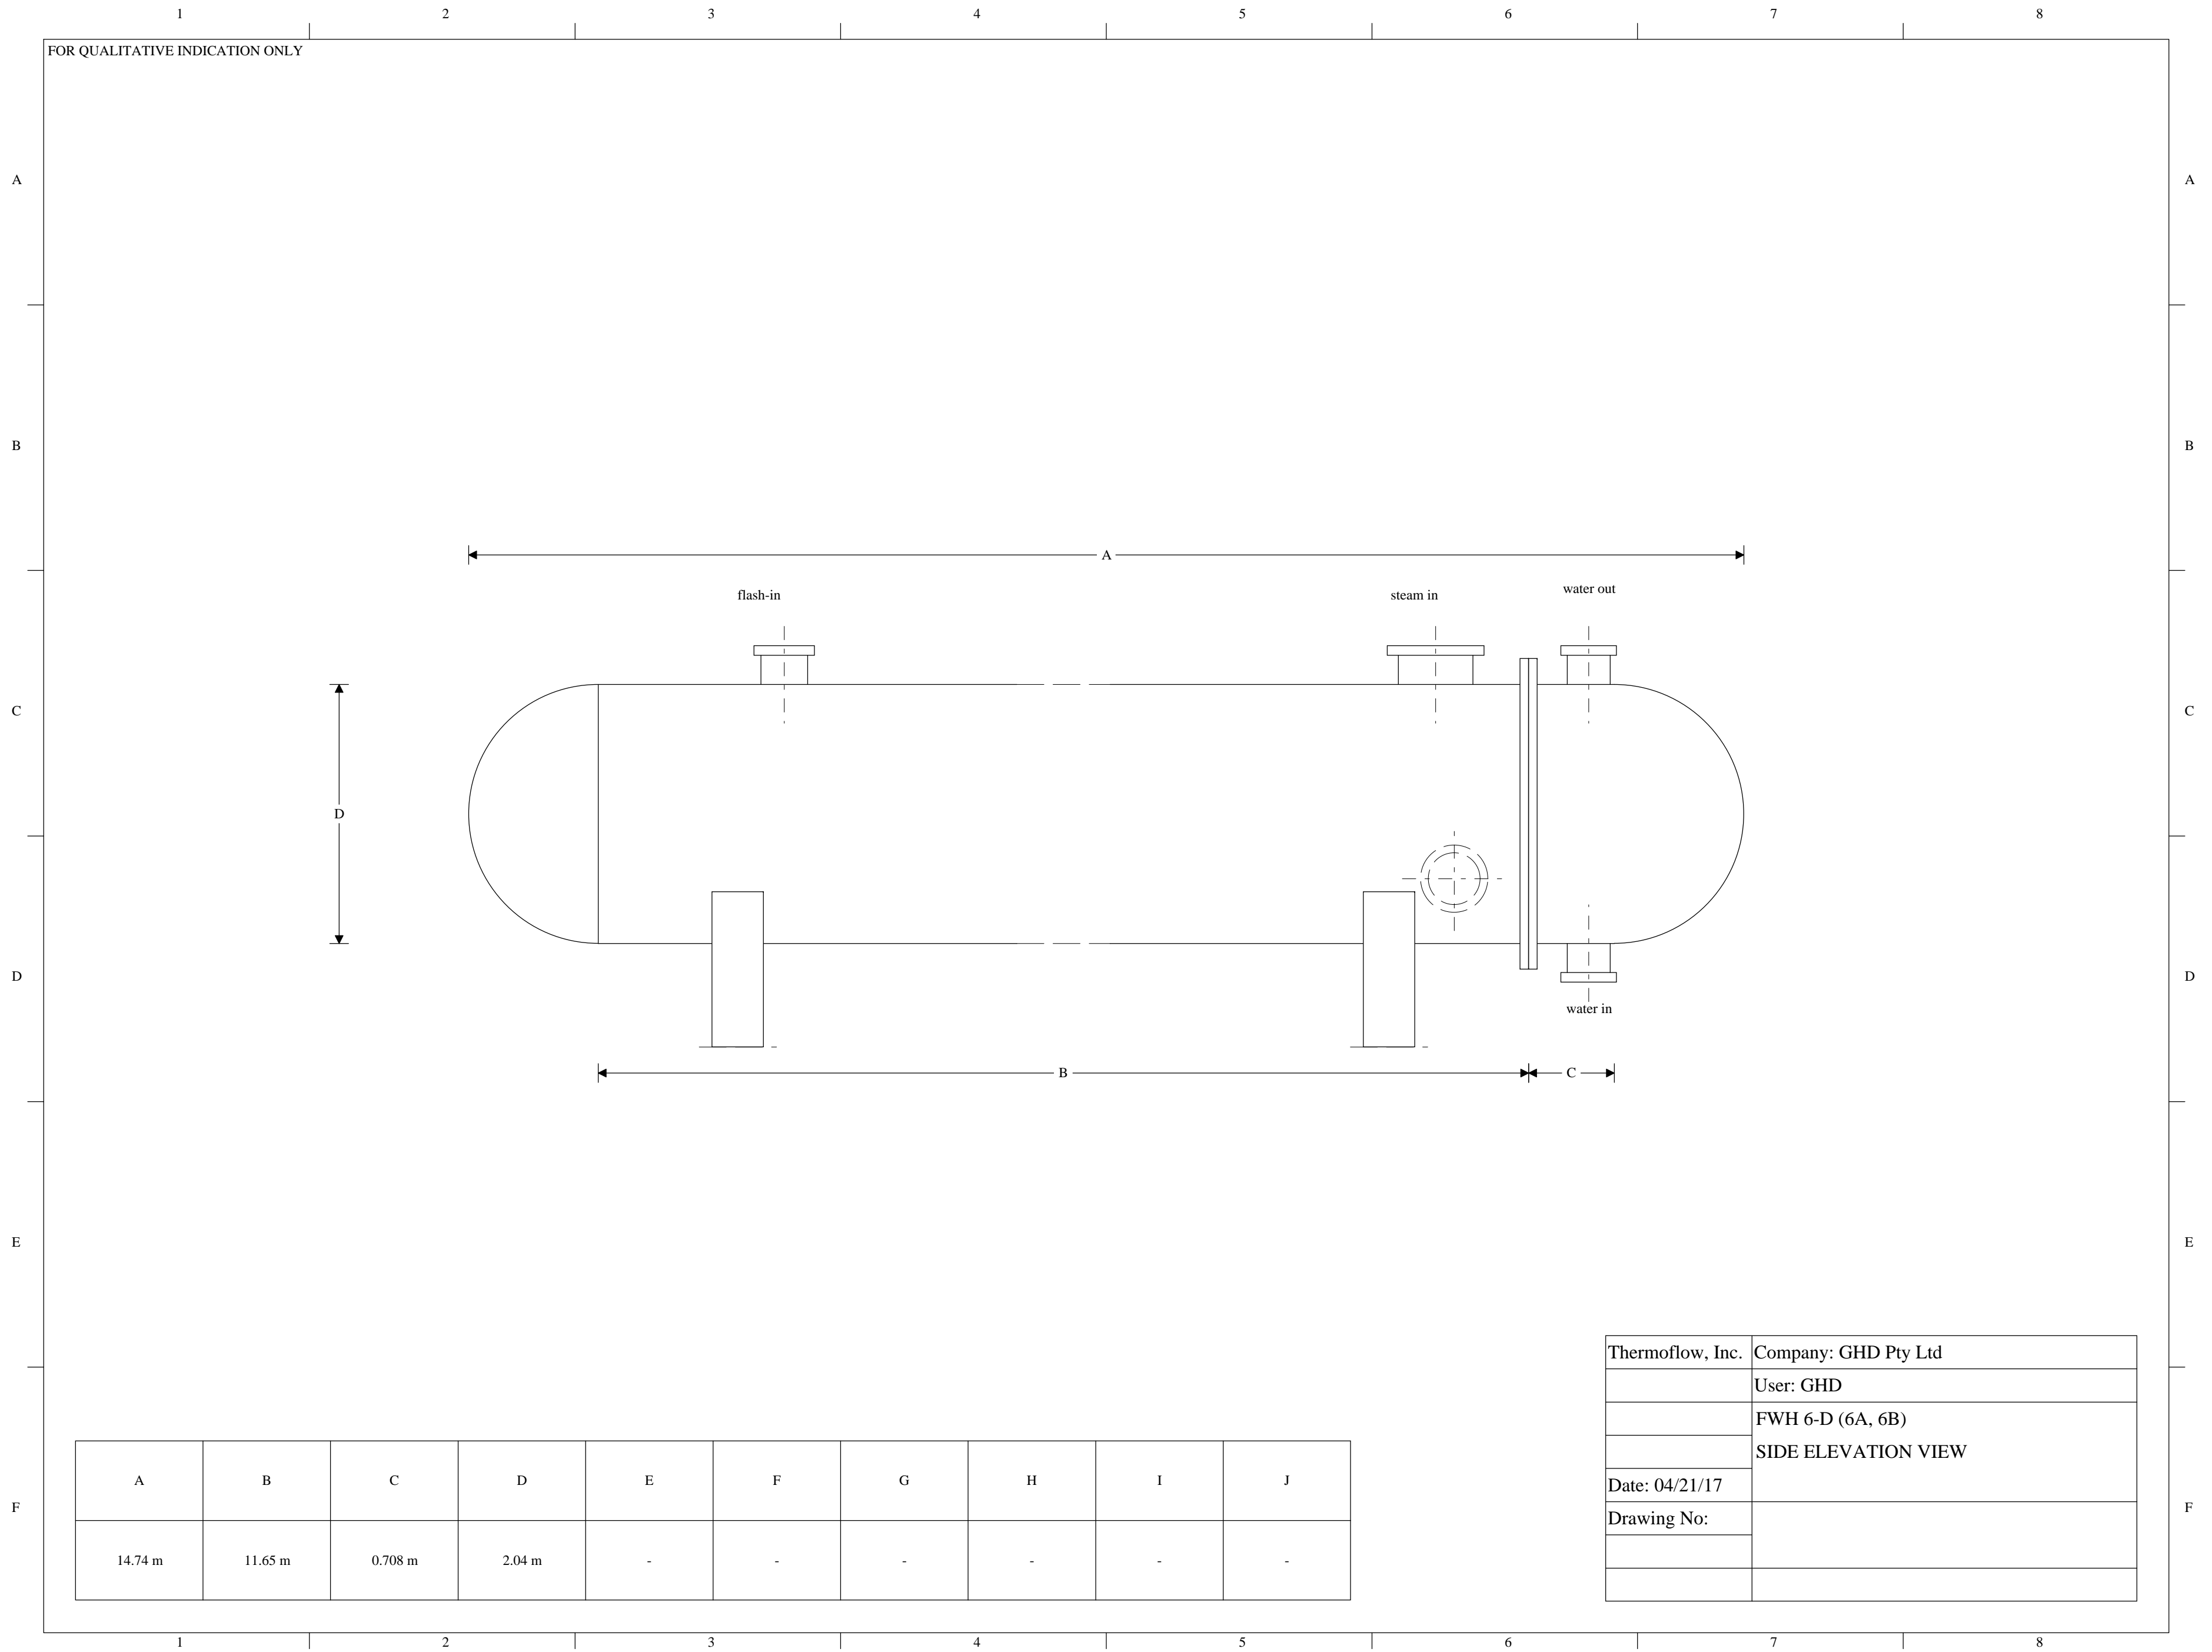 1 2 3 4 5 6 7 8
FOR QUALITATIVE INDICATION ONLY
A A
B B
A
flash-in steam in water out
C C
D
D D
water in
B C
E E
Thermoflow, Inc. Company: GHD Pty Ltd
User: GHD
FWH 6-D (6A, 6B)
SIDE ELEVATION VIEW
Date: 04/21/17
Drawing No:
A B C D E F G H I J
14.74 m 11.65 m 0.708 m 2.04 m - - - - - -
F F
1 2 3 4 5 6 7 8